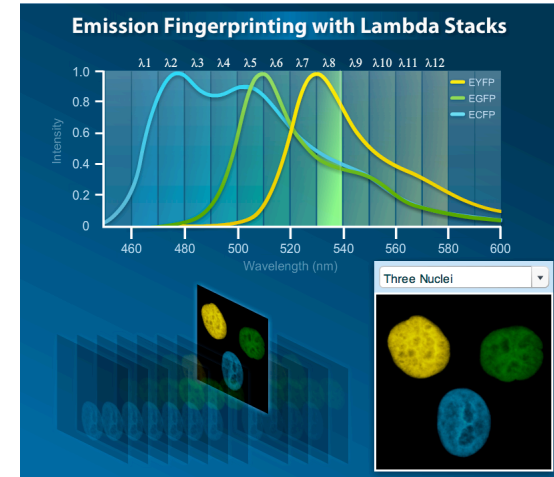 Emission Fingerprinting with Lambda Stacks
λ1 λ2 λ3 λ4 λ5 λ6 λ7 λ8 λ9 λ10 λ11 λ12
EYFP
EGFP
ECFP
Intensity
1.0
0.8
0.6
0.4
0.2
0
460 480 500 520 540 560 580 600
Wavelength (nm)
Three Nuclei